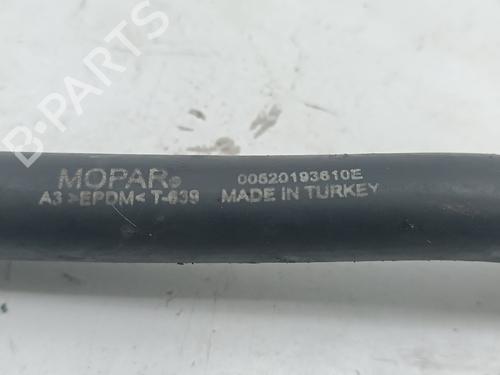 B-PARTS
MOPAR® 00520193610E
A3 >EPDM< T-639 MADE IN TURKEY